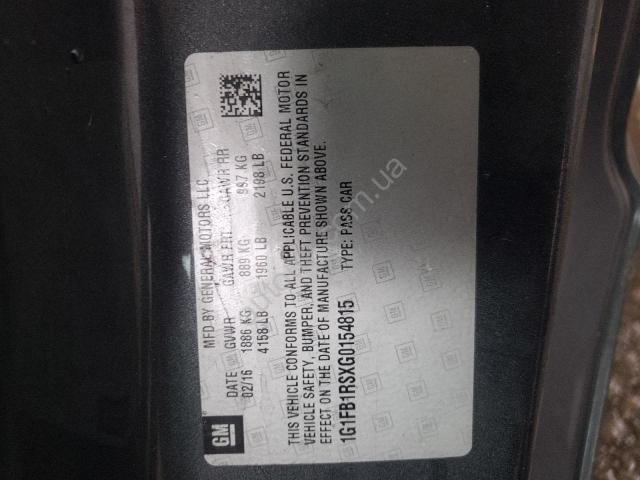 MFD BY GENERAL MOTORS LLC
DATE GVWR GAWR FRT GAWR RR
02/16 1886 KG 889 KG 997 KG
4158 LB 1960 LB 2198 LB
THIS VEHICLE CONFORMS TO ALL APPLICABLE U.S. FEDERAL MOTOR
VEHICLE SAFETY, BUMPER, AND THEFT PREVENTION STANDARDS IN
EFFECT ON THE DATE OF MANUFACTURE SHOWN ABOVE.
1G1FB1RSXG0154815 TYPE: PASS CAR
GM